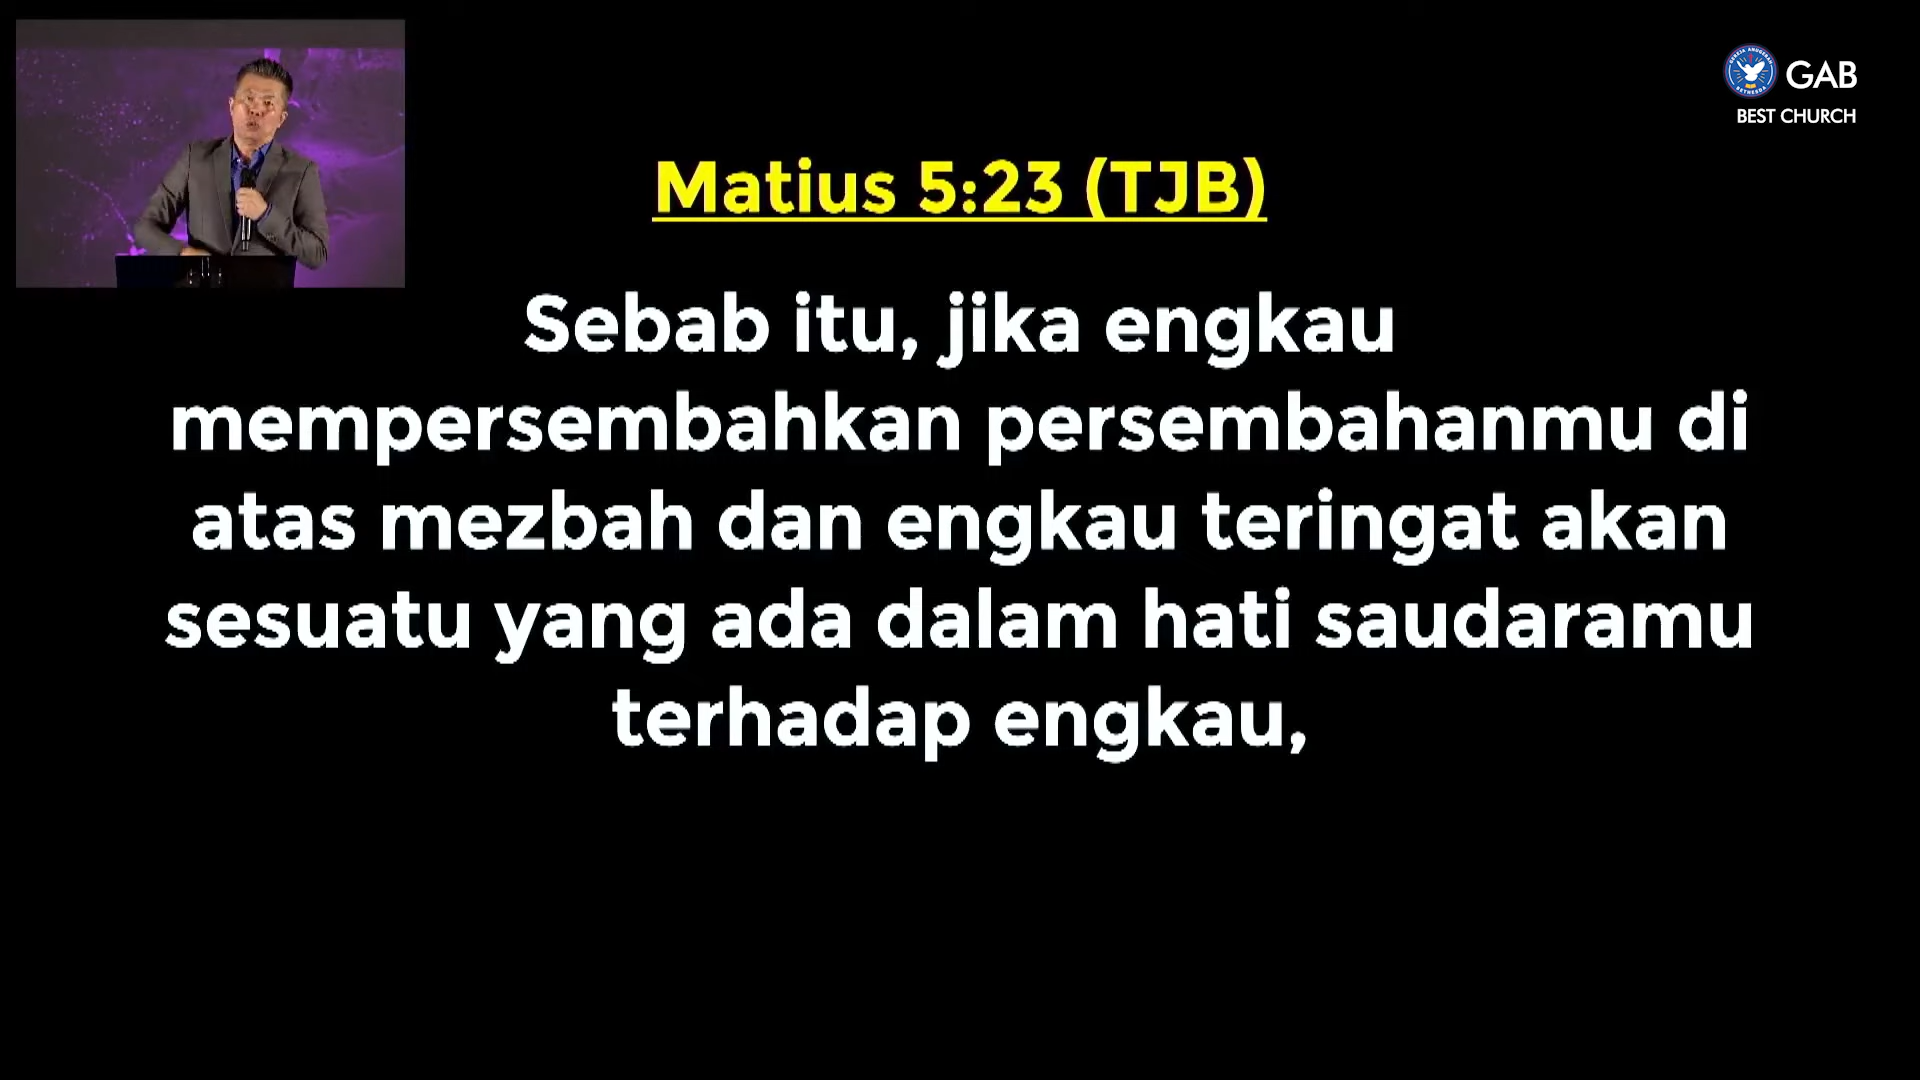 GAB
BEST CHURCH
Matius 5:23 (TJB)
Sebab itu, jika engkau
mempersembahkan persembahanmu di
atas mezbah dan engkau teringat akan
sesuatu yang ada dalam hati saudaramu
terhadap engkau,